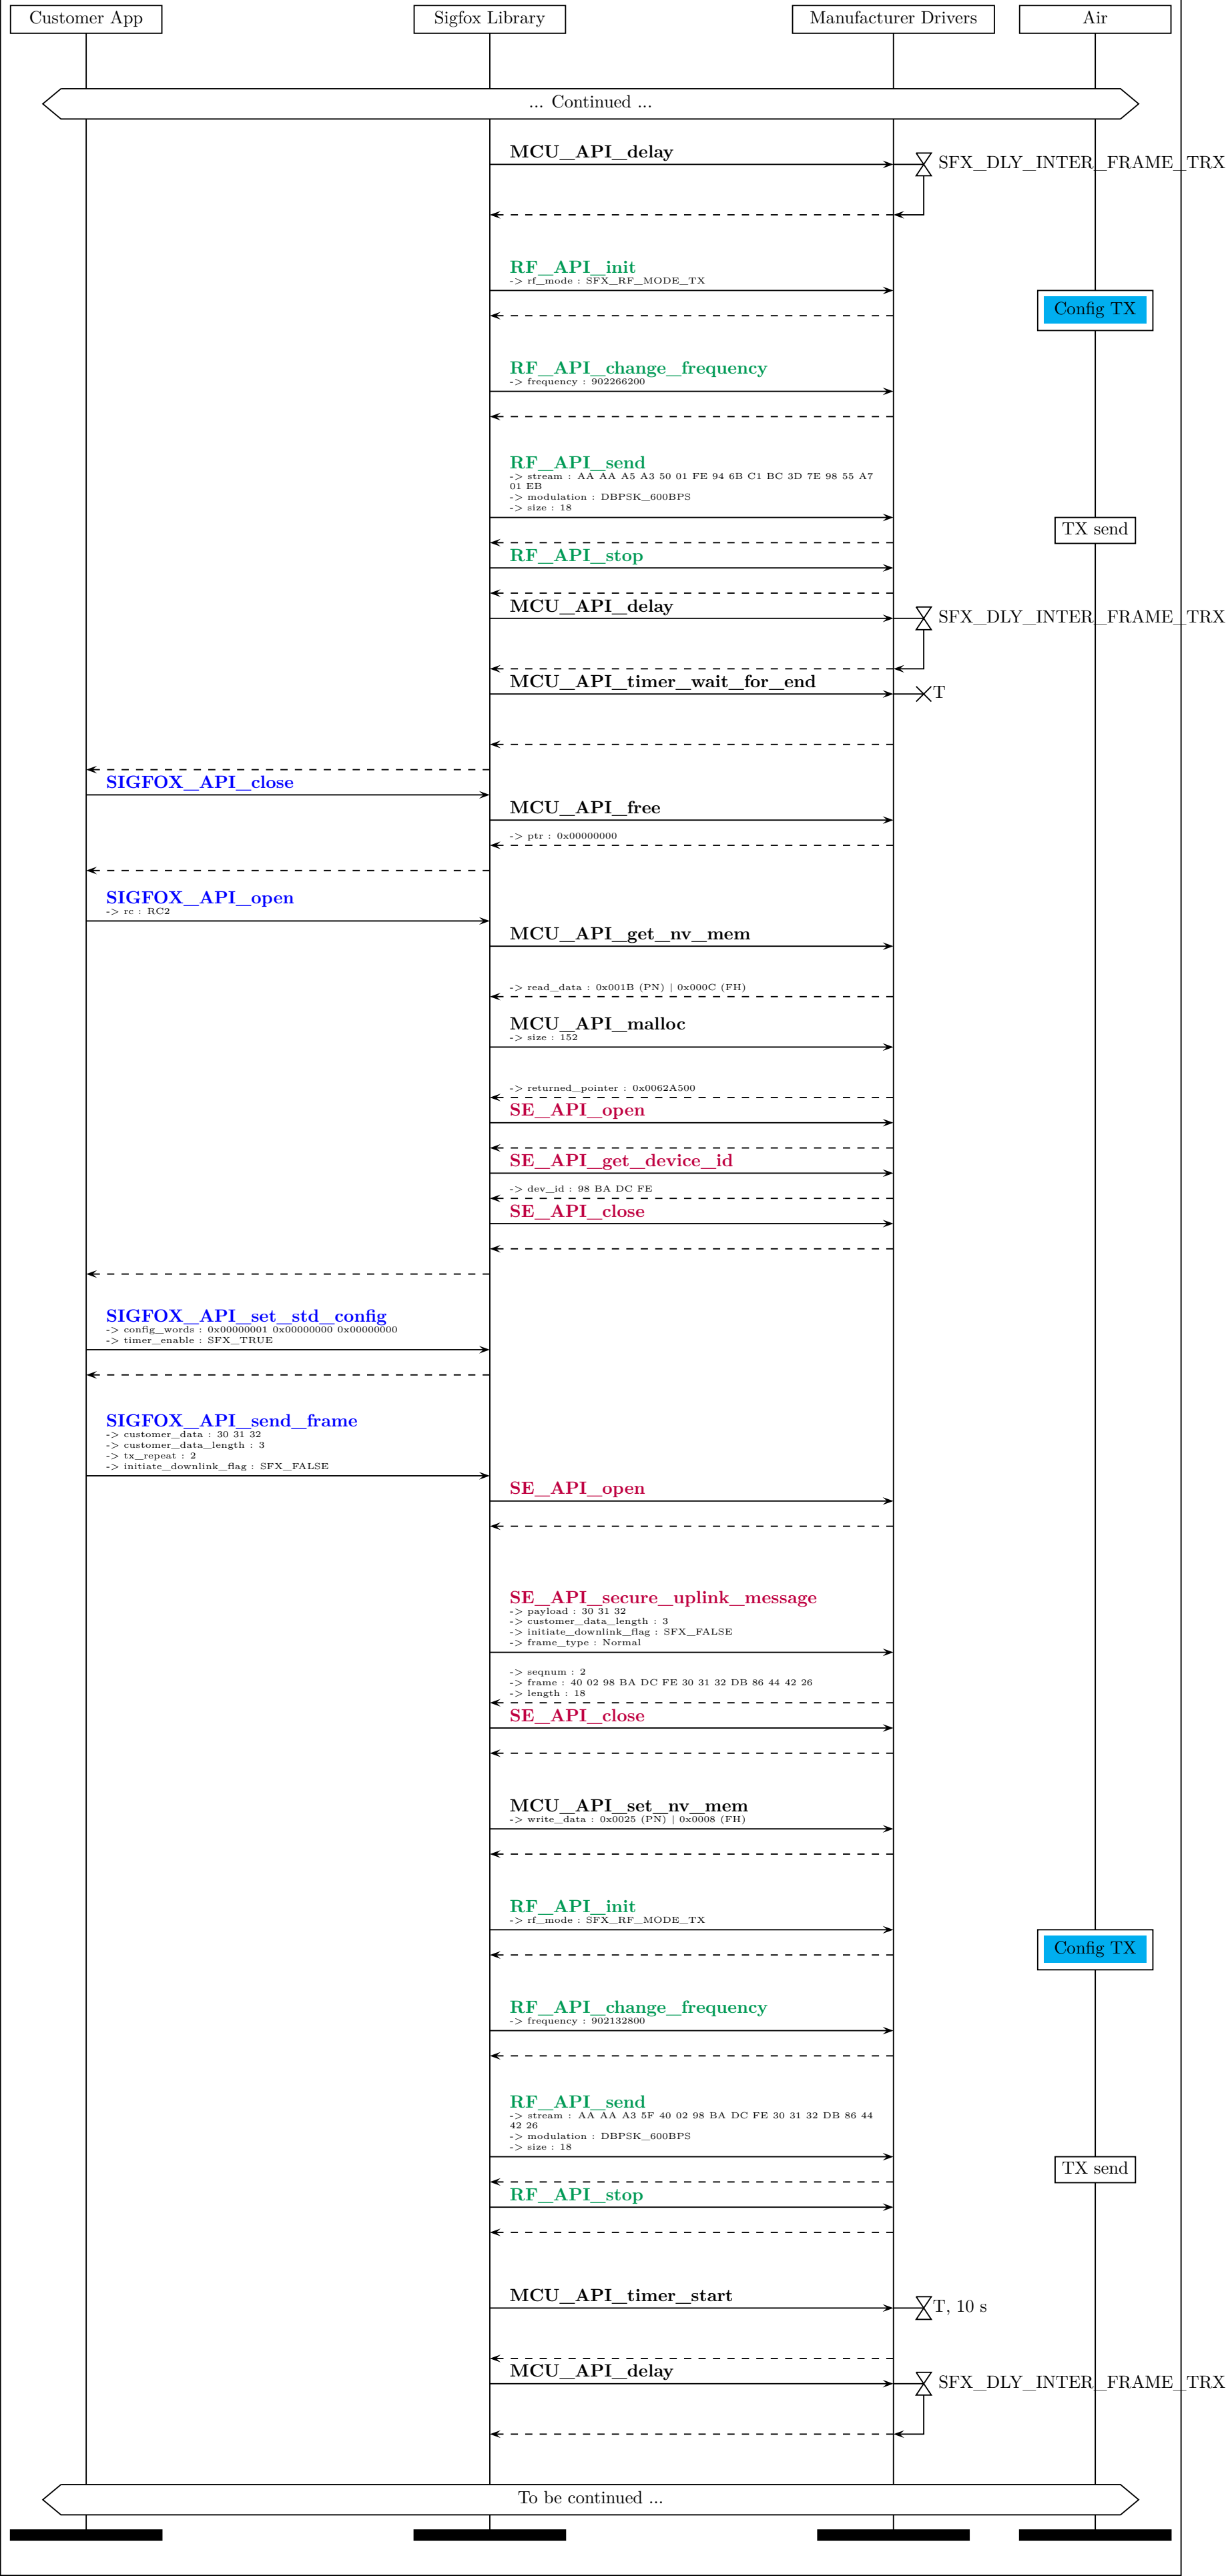 Customer App
Sigfox Library
Manufacturer Drivers
Air
... Continued ...
MCU_API_delay
SFX_DLY_INTER_FRAME_TRX
RF_API_init
-> rf_mode : SFX_RF_MODE_TX
Config TX
RF_API_change_frequency
-> frequency : 902266200
RF_API_send
-> stream : AA AA A5 A3 50 01 FE 94 6B C1 BC 3D 7E 98 55 A7
01 EB
-> modulation : DBPSK_600BPS
-> size : 18
TX send
RF_API_stop
MCU_API_delay
SFX_DLY_INTER_FRAME_TRX
MCU_API_timer_wait_for_end
T
SIGFOX_API_close
MCU_API_free
-> ptr : 0x00000000
SIGFOX_API_open
-> rc : RC2
MCU_API_get_nv_mem
-> read_data : 0x001B (PN) | 0x000C (FH)
MCU_API_malloc
-> size : 152
-> returned_pointer : 0x0062A500
SE_API_open
SE_API_get_device_id
-> dev_id : 98 BA DC FE
SE_API_close
SIGFOX_API_set_std_config
-> config_words : 0x00000001 0x00000000 0x00000000
-> timer_enable : SFX_TRUE
SIGFOX_API_send_frame
-> customer_data : 30 31 32
-> customer_data_length : 3
-> tx_repeat : 2
-> initiate_downlink_flag : SFX_FALSE
SE_API_open
SE_API_secure_uplink_message
-> payload : 30 31 32
-> customer_data_length : 3
-> initiate_downlink_flag : SFX_FALSE
-> frame_type : Normal
-> seqnum : 2
-> frame : 40 02 98 BA DC FE 30 31 32 DB 86 44 42 26
-> length : 18
SE_API_close
MCU_API_set_nv_mem
-> write_data : 0x0025 (PN) | 0x0008 (FH)
RF_API_init
-> rf_mode : SFX_RF_MODE_TX
Config TX
RF_API_change_frequency
-> frequency : 902132800
RF_API_send
-> stream : AA AA A3 5F 40 02 98 BA DC FE 30 31 32 DB 86 44
42 26
-> modulation : DBPSK_600BPS
-> size : 18
TX send
RF_API_stop
MCU_API_timer_start
T, 10 s
MCU_API_delay
SFX_DLY_INTER_FRAME_TRX
To be continued ...